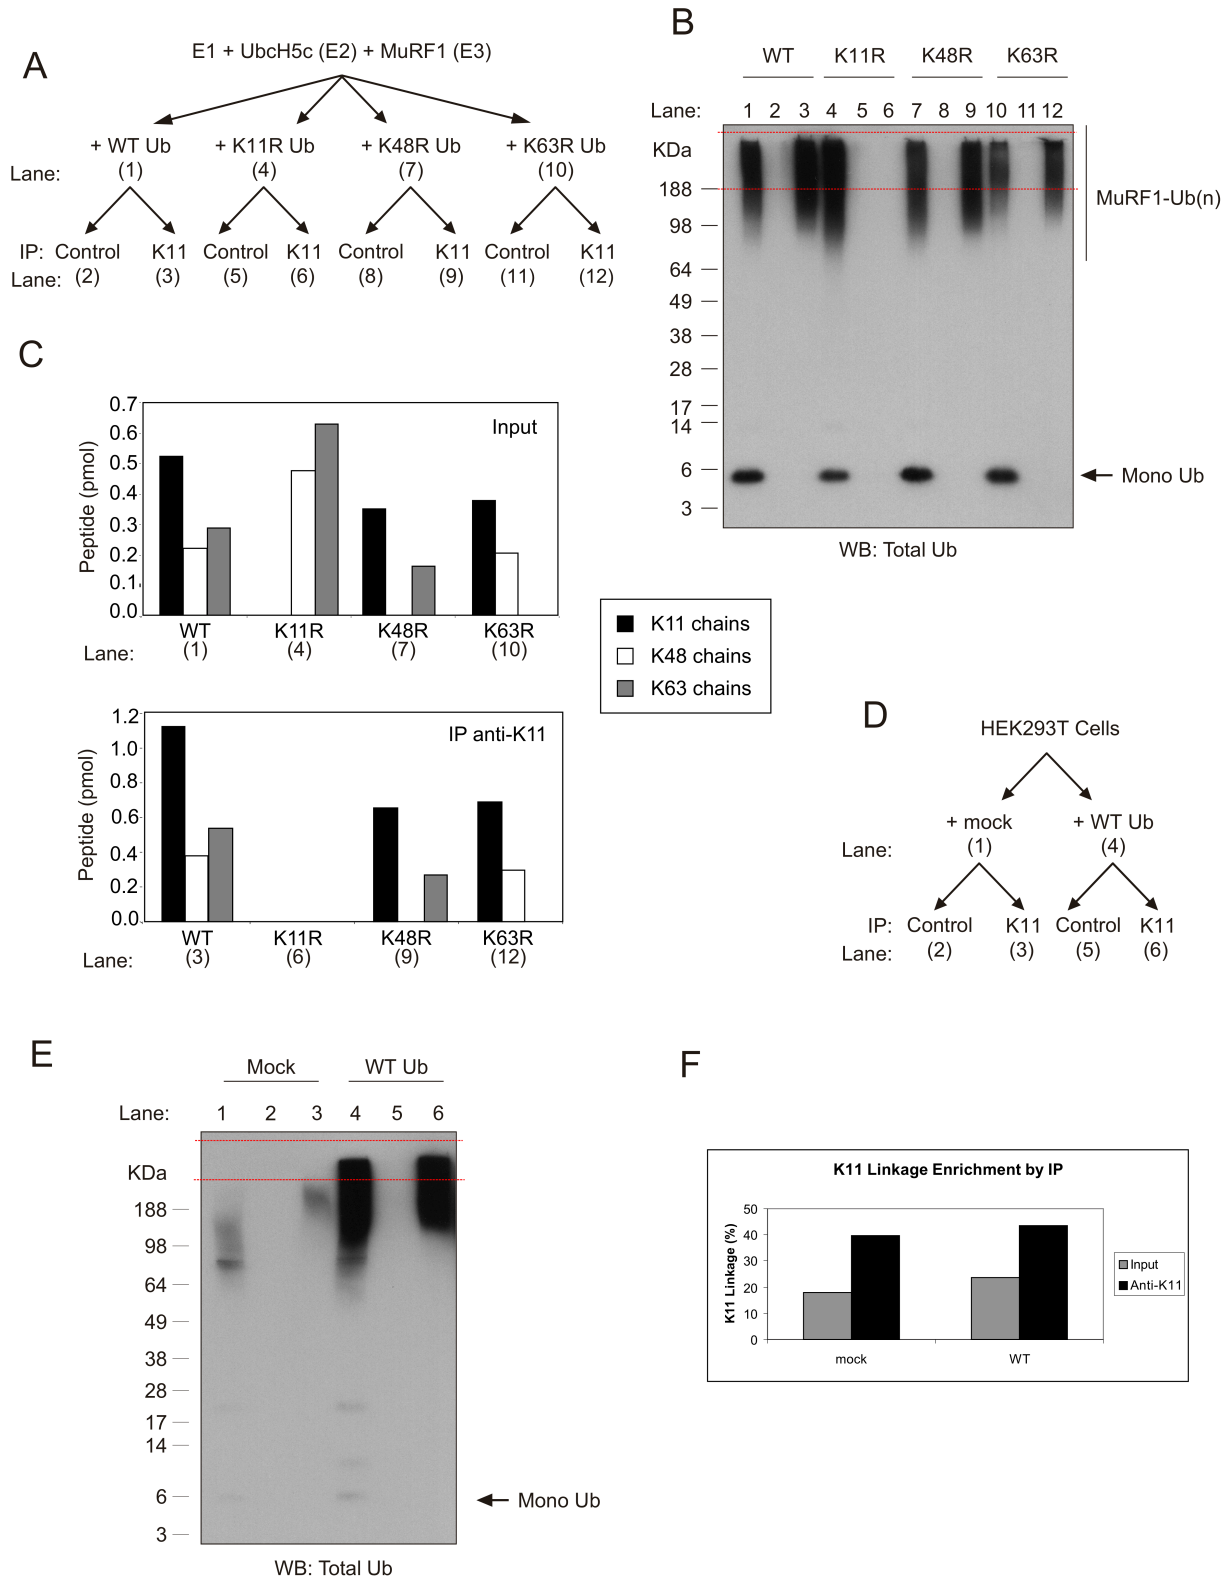 A
E1 + UbcH5c (E2) + MuRF1 (E3)
+ WT Ub + K11R Ub + K48R Ub + K63R Ub
Lane: (1) (4) (7) (10)
IP: Control K11 Control K11 Control K11 Control K11
Lane: (2) (3) (5) (6) (8) (9) (11) (12)
B
WT K11R K48R K63R
Lane: 1 2 3 4 5 6 7 8 9 10 11 12
KDa
188
98
64
49
38
28
17
14
6
3
MuRF1-Ub(n)
Mono Ub
WB: Total Ub
C
Peptide (pmol)
0.7
0.6
0.5
0.4
0.3
0.2
0.1
0.0
Input
WT K11R K48R K63R
Lane: (1) (4) (7) (10)
K11 chains
K48 chains
K63 chains
Peptide (pmol)
1.2
1.0
0.8
0.6
0.4
0.2
0.0
IP anti-K11
WT K11R K48R K63R
Lane: (3) (6) (9) (12)
D
HEK293T Cells
+ mock + WT Ub
Lane: (1) (4)
IP: Control K11 Control K11
Lane: (2) (3) (5) (6)
E
Mock WT Ub
Lane: 1 2 3 4 5 6
KDa
188
98
64
49
38
28
17
14
6
3
Mono Ub
WB: Total Ub
F
K11 Linkage Enrichment by IP
K11 Linkage (%)
50
40
30
20
10
0
mock WT
Input
Anti-K11